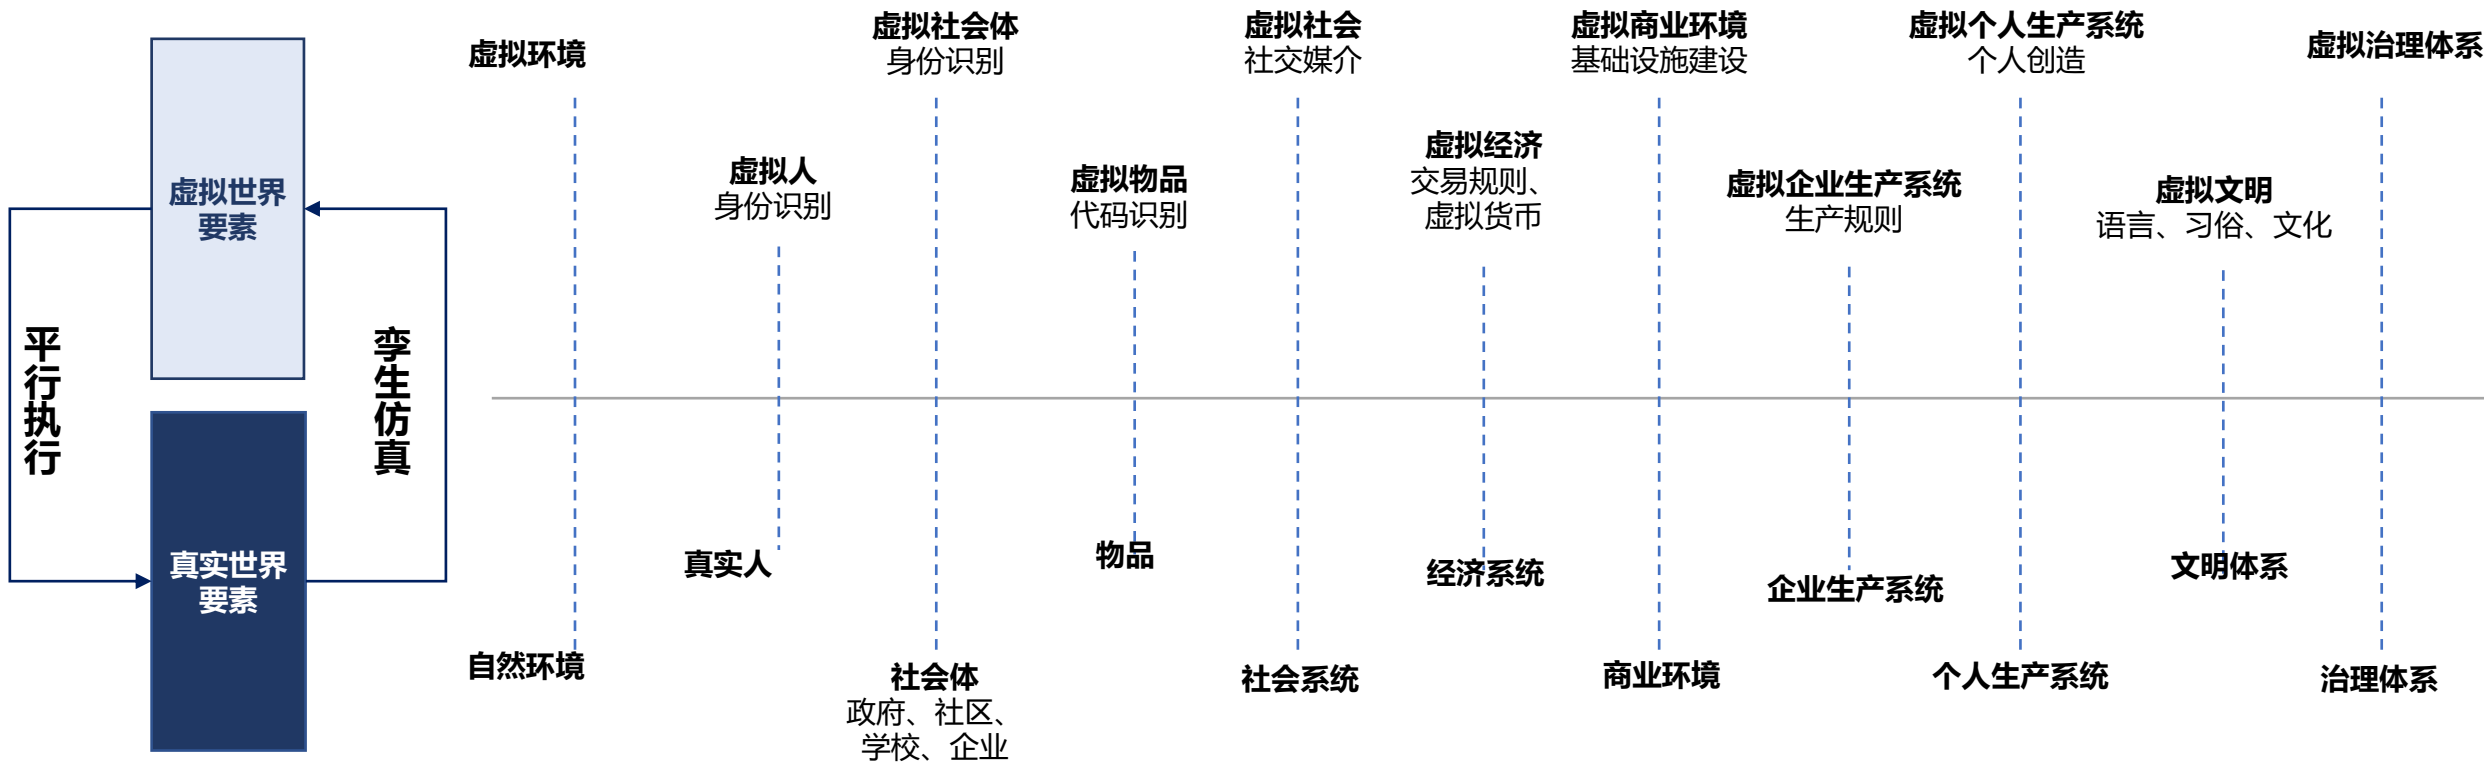 虚拟世界
要素
真实世界
要素
平行执行
孪生仿真
虚拟环境
虚拟人
身份识别
虚拟社会体
身份识别
虚拟物品
代码识别
虚拟社会
社交媒介
虚拟经济
交易规则、
虚拟货币
虚拟商业环境
基础设施建设
虚拟企业生产系统
生产规则
虚拟个人生产系统
个人创造
虚拟文明
语言、习俗、文化
虚拟治理体系
自然环境
真实人
社会体
政府、社区、
学校、企业
物品
社会系统
经济系统
商业环境
企业生产系统
个人生产系统
文明体系
治理体系